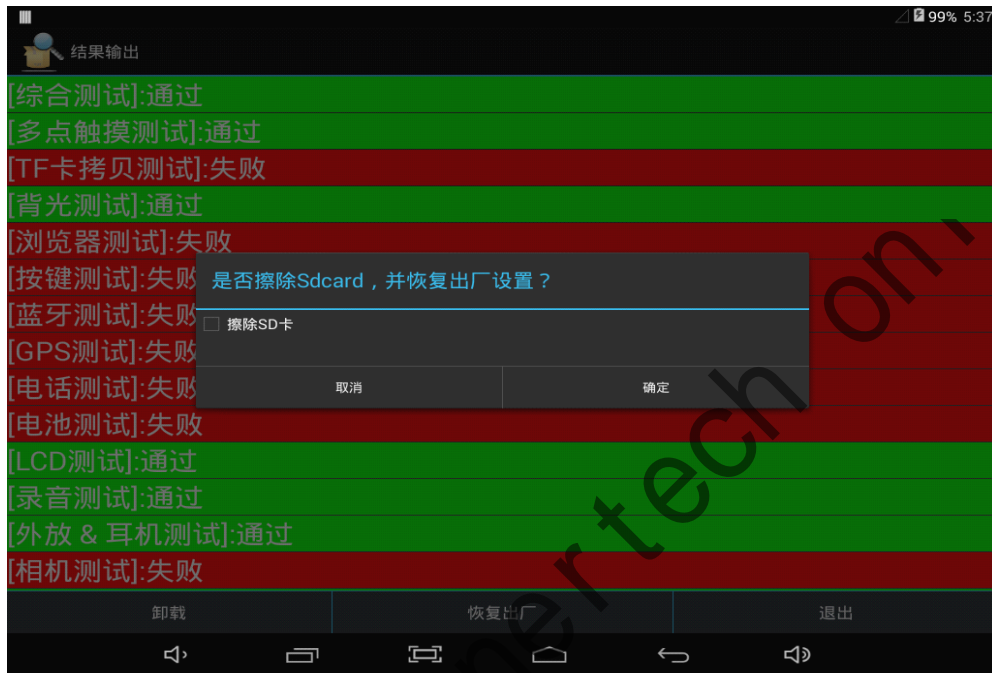 99% 5:37
结果输出
[综合测试]:通过
[多点触摸测试]:通过
[TF卡拷贝测试]:失败
[背光测试]:通过
[浏览器测试]:失败
[按键测试]:失败
[蓝牙测试]:失败
[GPS测试]:失败
[电话测试]:失败
[电池测试]:失败
[LCD测试]:通过
[录音测试]:通过
[外放 & 耳机测试]:通过
[相机测试]:失败
是否擦除Sdcard，并恢复出厂设置？
擦除SD卡
取消 确定
卸载 恢复出厂 退出